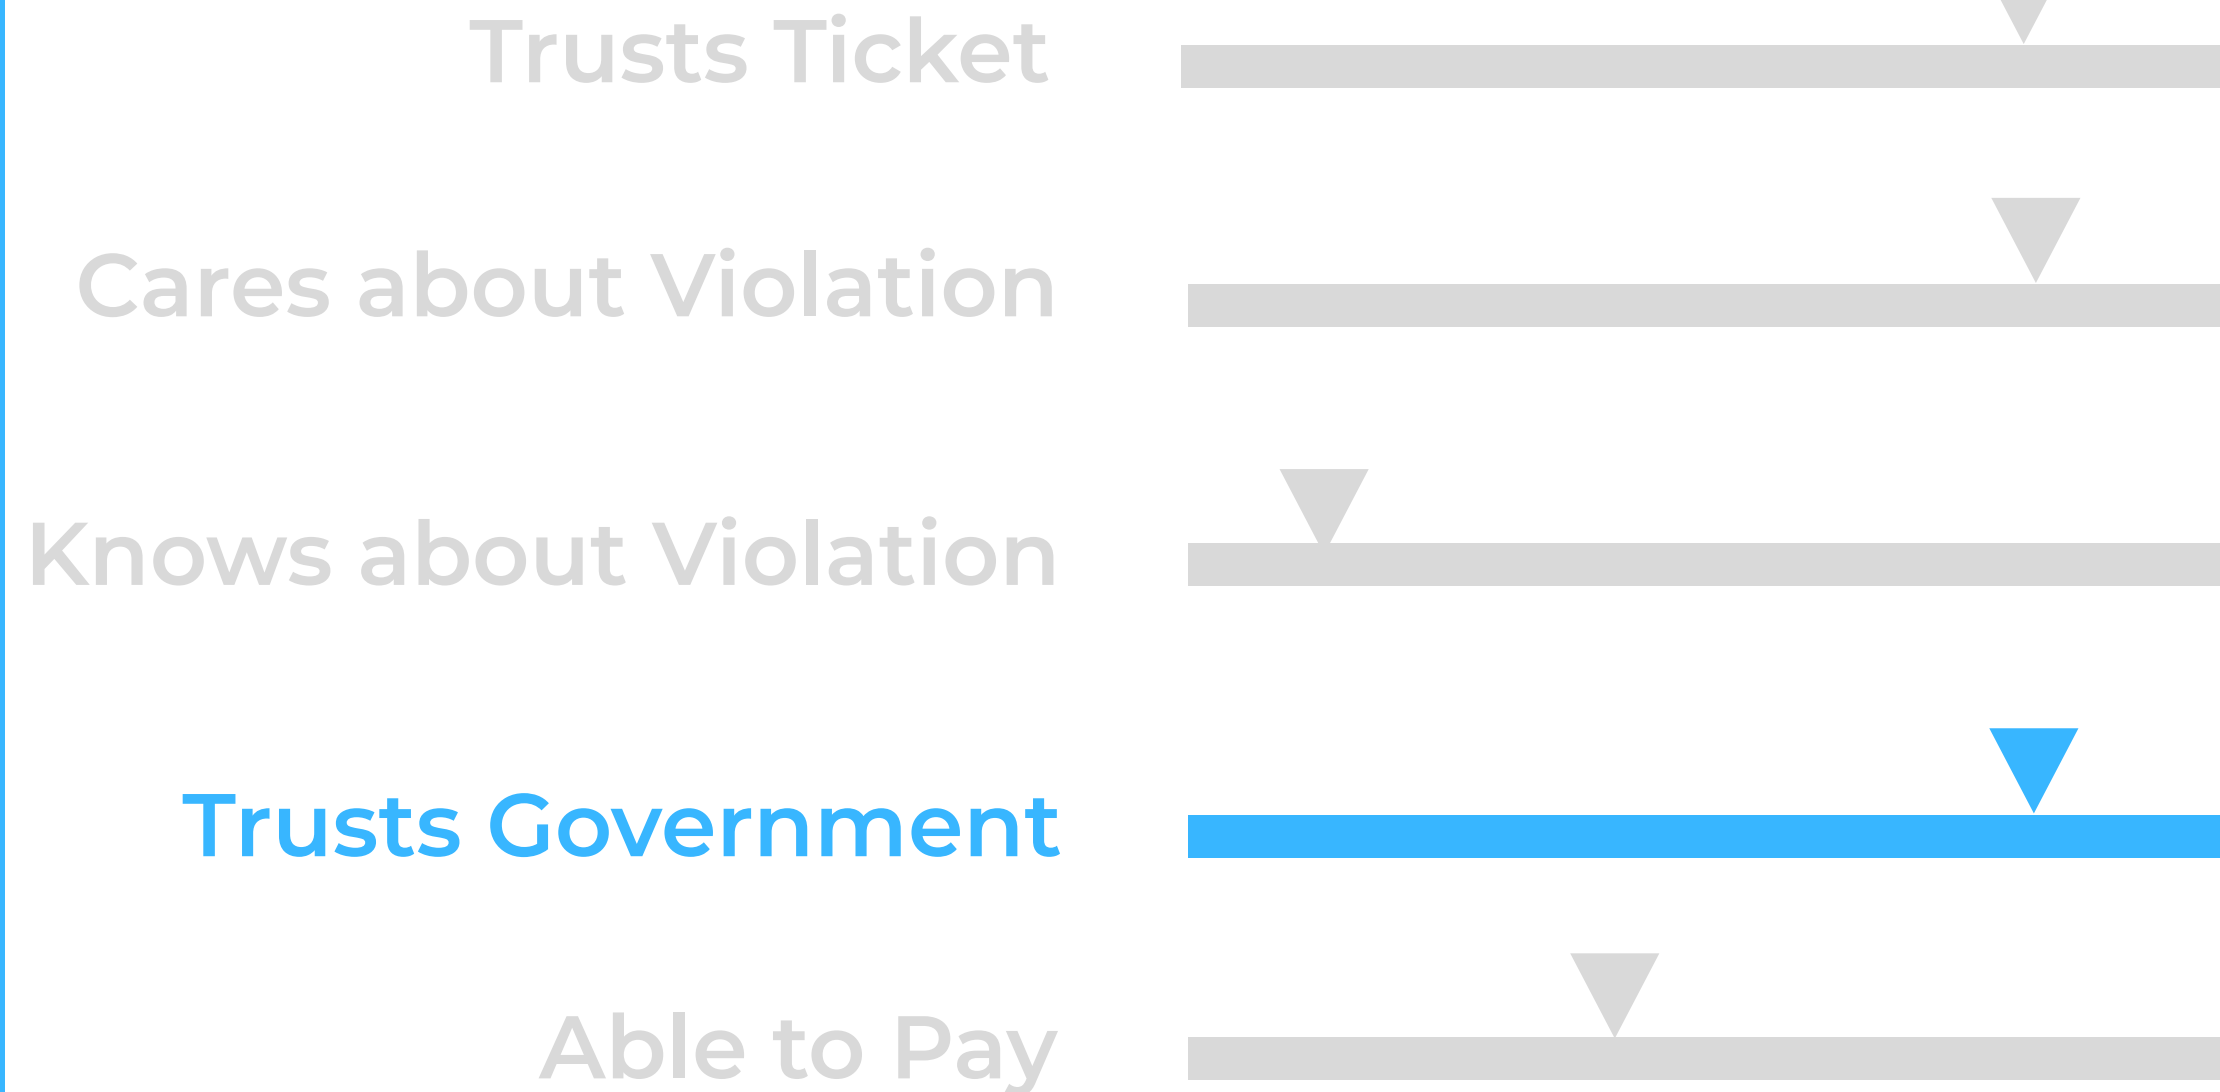 Trusts Ticket
Cares about Violation
Knows about Violation
Trusts Government
Able to Pay